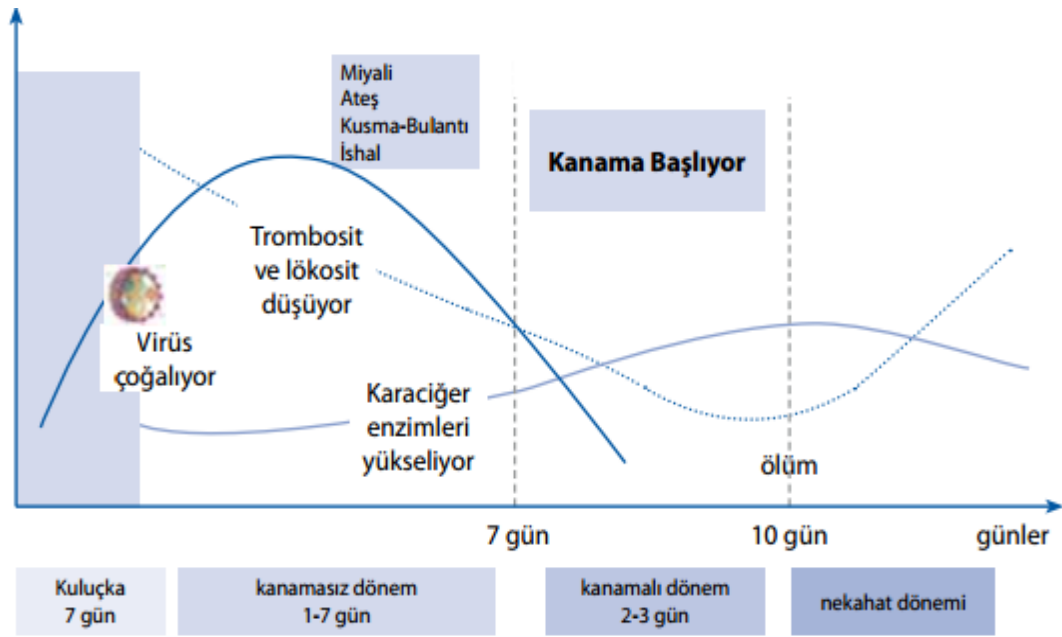 Miyali
Ateş
Kusma-Bulantı
İshal
Kanama Başlıyor
Trombosit
ve lökosit
düşüyor
Virüs
çoğalıyor
Karaciğer
enzimleri
yükseliyor
ölüm
7 gün
10 gün
günler
Kuluçka
7 gün
kanamasız dönem
1-7 gün
kanamalı dönem
2-3 gün
nekahat dönemi